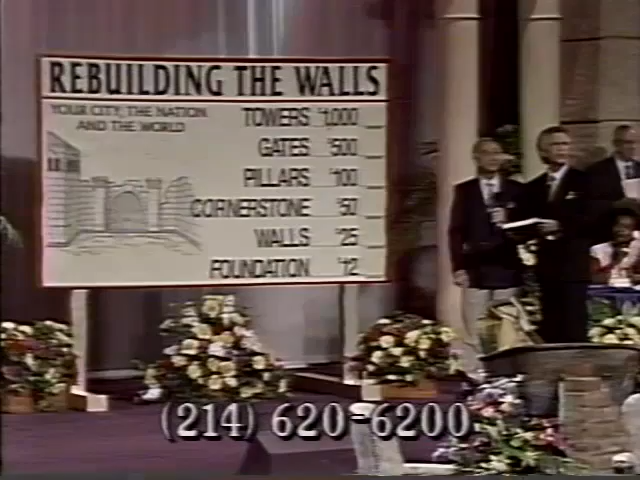 REBUILDING THE WALLS
YOUR CITY, THE NATION
AND THE WORLD
TOWERS $1,000
GATES $500
PILLARS $100
CORNERSTONE $50
WALLS $25
FOUNDATION $12
(214) 620-6200